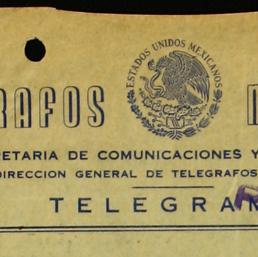 ESTADOS UNIDOS MEXICANOS
RAFOS
RETARIA DE COMUNICACIONES Y
DIRECCION GENERAL DE TELEGRAFOS
TELEGRAM